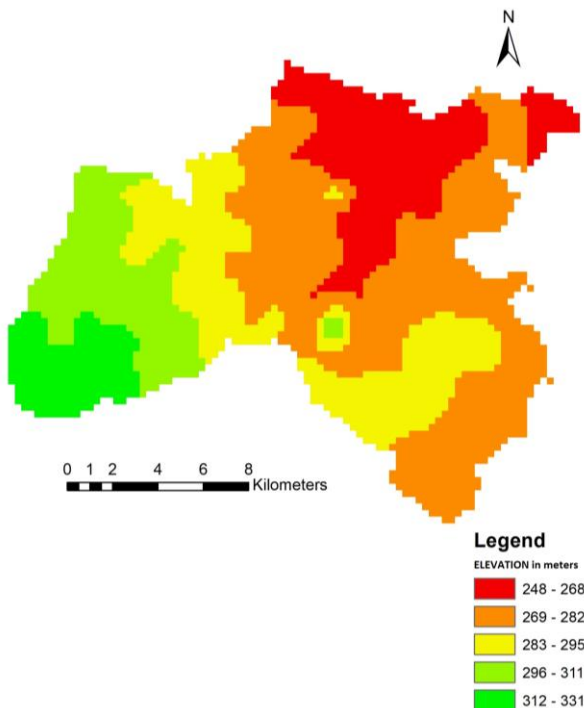 N
0 1 2 4 6 8
Kilometers
Legend
ELEVATION in meters
248 - 268
269 - 282
283 - 295
296 - 311
312 - 331